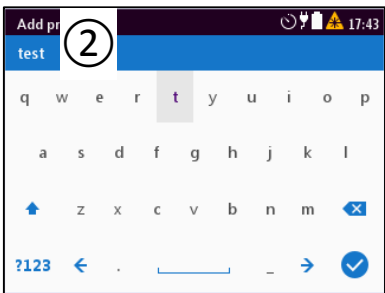 Add pr 17:43
②
test
q w e r t y u i o p
a s d f g h j k l
z x c v b n m
?123 . _